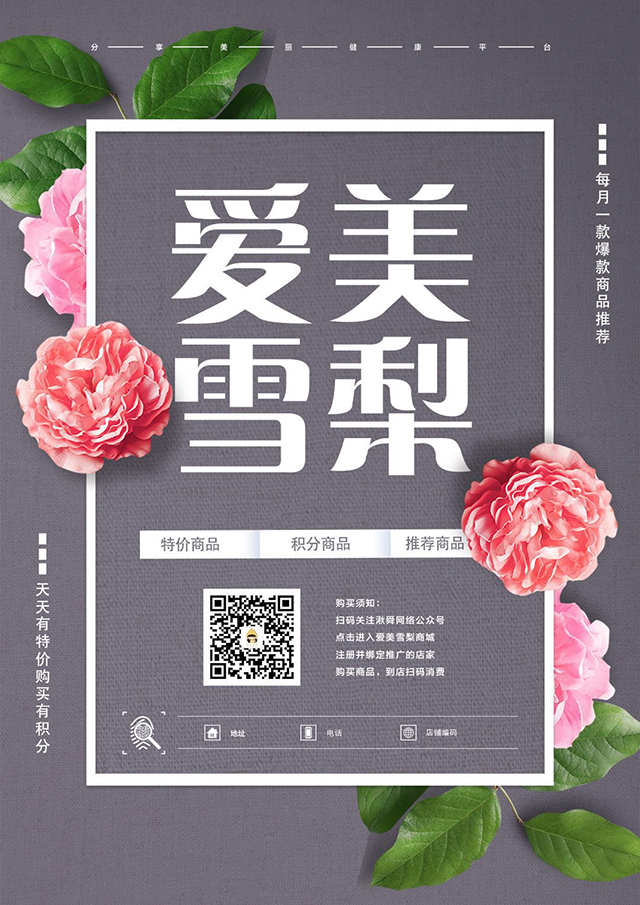 分享美丽健康平台
每月一款爆款商品推荐
爱美
雪梨
特价商品 积分商品 推荐商品
购买须知：
扫码关注湫舜网络公众号
点击进入爱美雪梨商城
注册并绑定推广的店家
购买商品，到店扫码消费
天天有特价购买有积分
地址 电话 店铺编码